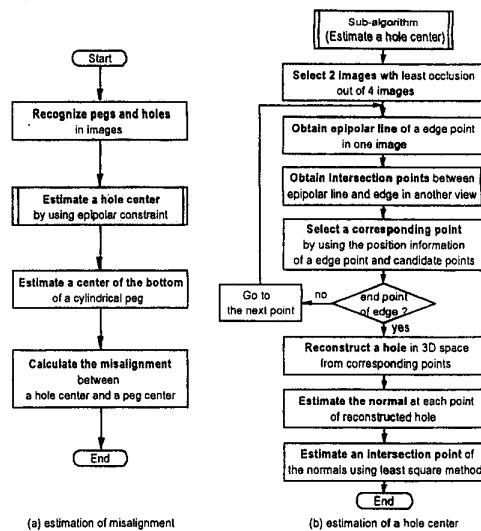 Start
Recognize pegs and holes
in images
Estimate a hole center
by using epipolar constraint
Estimate a center of the bottom
of a cylindrical peg
Calculate the misalignment
between
a hole center and a peg center
End
(a) estimation of misalignment
Sub-algorithm
(Estimate a hole center)
Select 2 images wth least occlusion
out of 4 images
Obtain epipolar line of a edge point
in one image
Obtain Intersection points between
epipolar line and edge in another view
Select a corresponding point
by using the position information
of a edge point and candidate points
Go to
the next point
no
end point
of edge ?
yes
Reconstruct a hole in 3D space
from corresponding points
Estimate the normal at each point
of reconstructed hole
Estimate an intersection point of
the normals using least square method
End
(b) estimation of a hole center